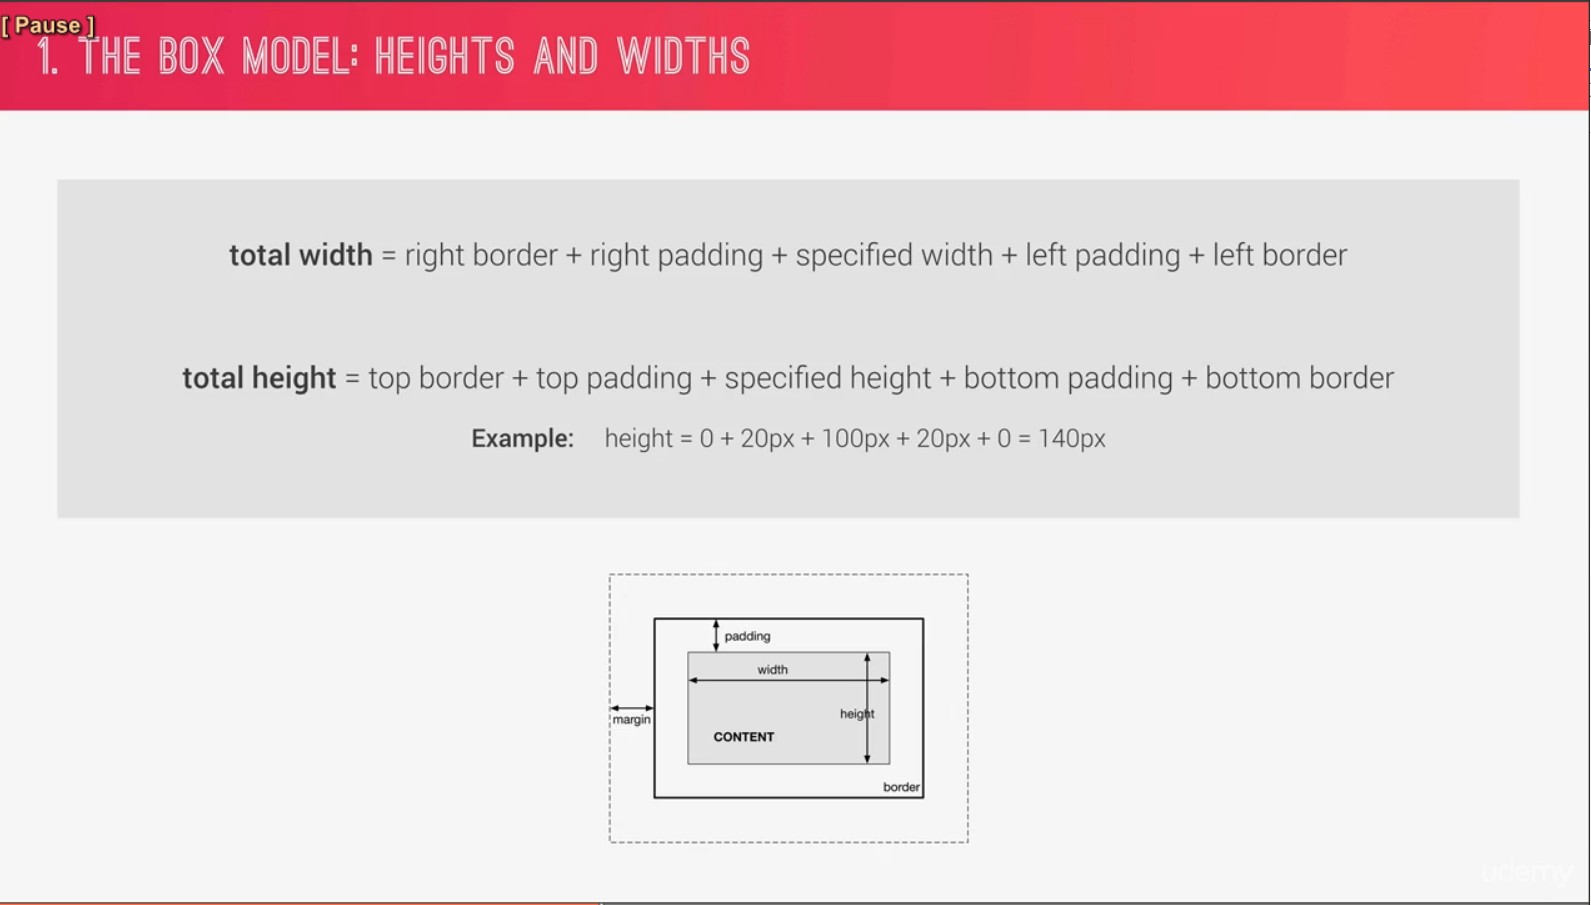 [ Pause ]
1. THE BOX MODEL: HEIGHTS AND WIDTHS
total width = right border + right padding + specified width + left padding + left border
total height = top border + top padding + specified height + bottom padding + bottom border
Example: height = 0 + 20px + 100px + 20px + 0 = 140px
padding
width
height
margin
CONTENT
border
udemy